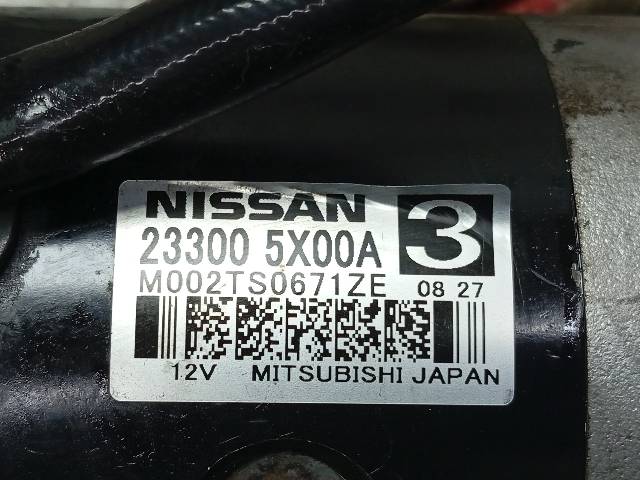 NISSAN
23300 5X00A 3
M002TS0671ZE 08 27
12V MITSUBISHI JAPAN